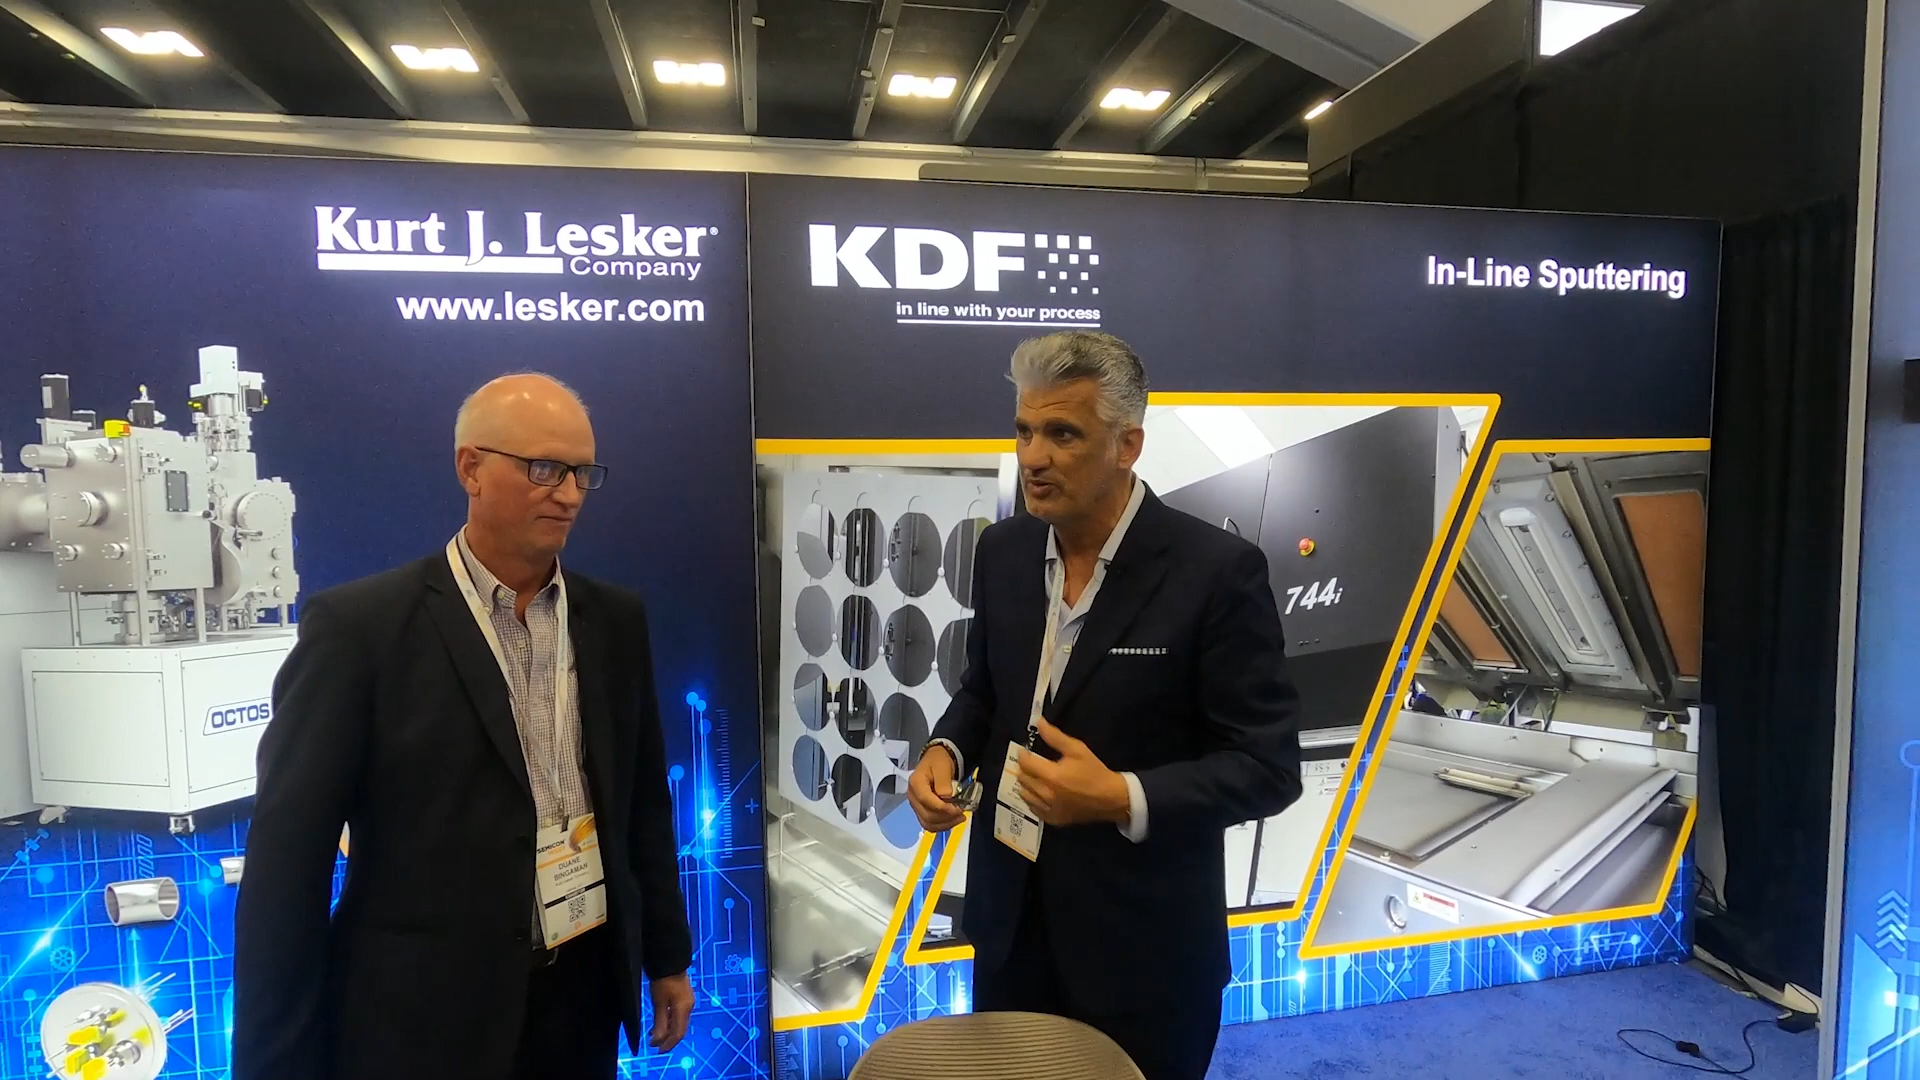 Kurt J. Lesker®
Company
www.lesker.com
KDF
in line with your process
In-Line Sputtering
744i
OCTOS
SEMICON
DUANE
BINGAMAN